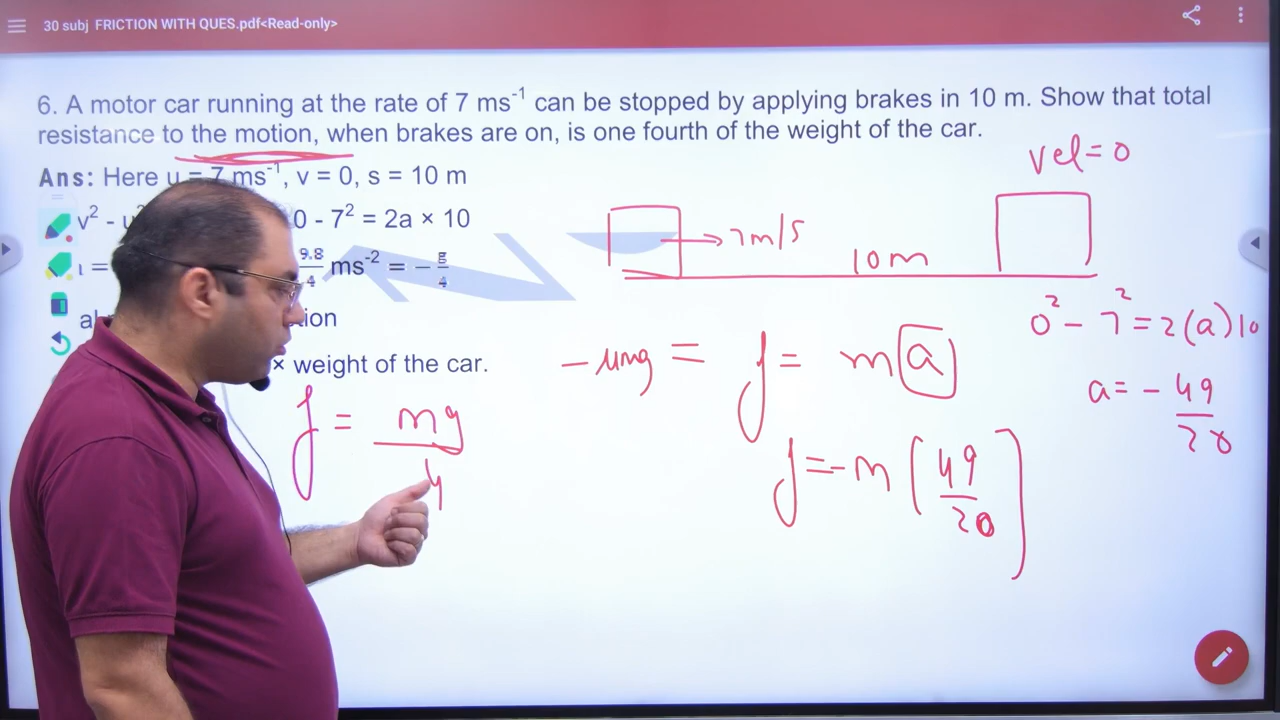 30 subj FRICTION WITH QUES.pdf<Read-only>
6. A motor car running at the rate of 7 ms⁻¹ can be stopped by applying brakes in 10 m. Show that total
resistance to the motion, when brakes are on, is one fourth of the weight of the car.
vel = 0
Ans: Here u = 7 ms⁻¹, v = 0, s = 10 m
v² - 0 - 7² = 2a × 10
7m/s
10m
= 9.8/4 ms⁻² = - g/4
0² - 7² = 2(a)10
× weight of the car.
- μmg = f = m a
a = - 49/20
f = mg/4
f = - m [49/20]